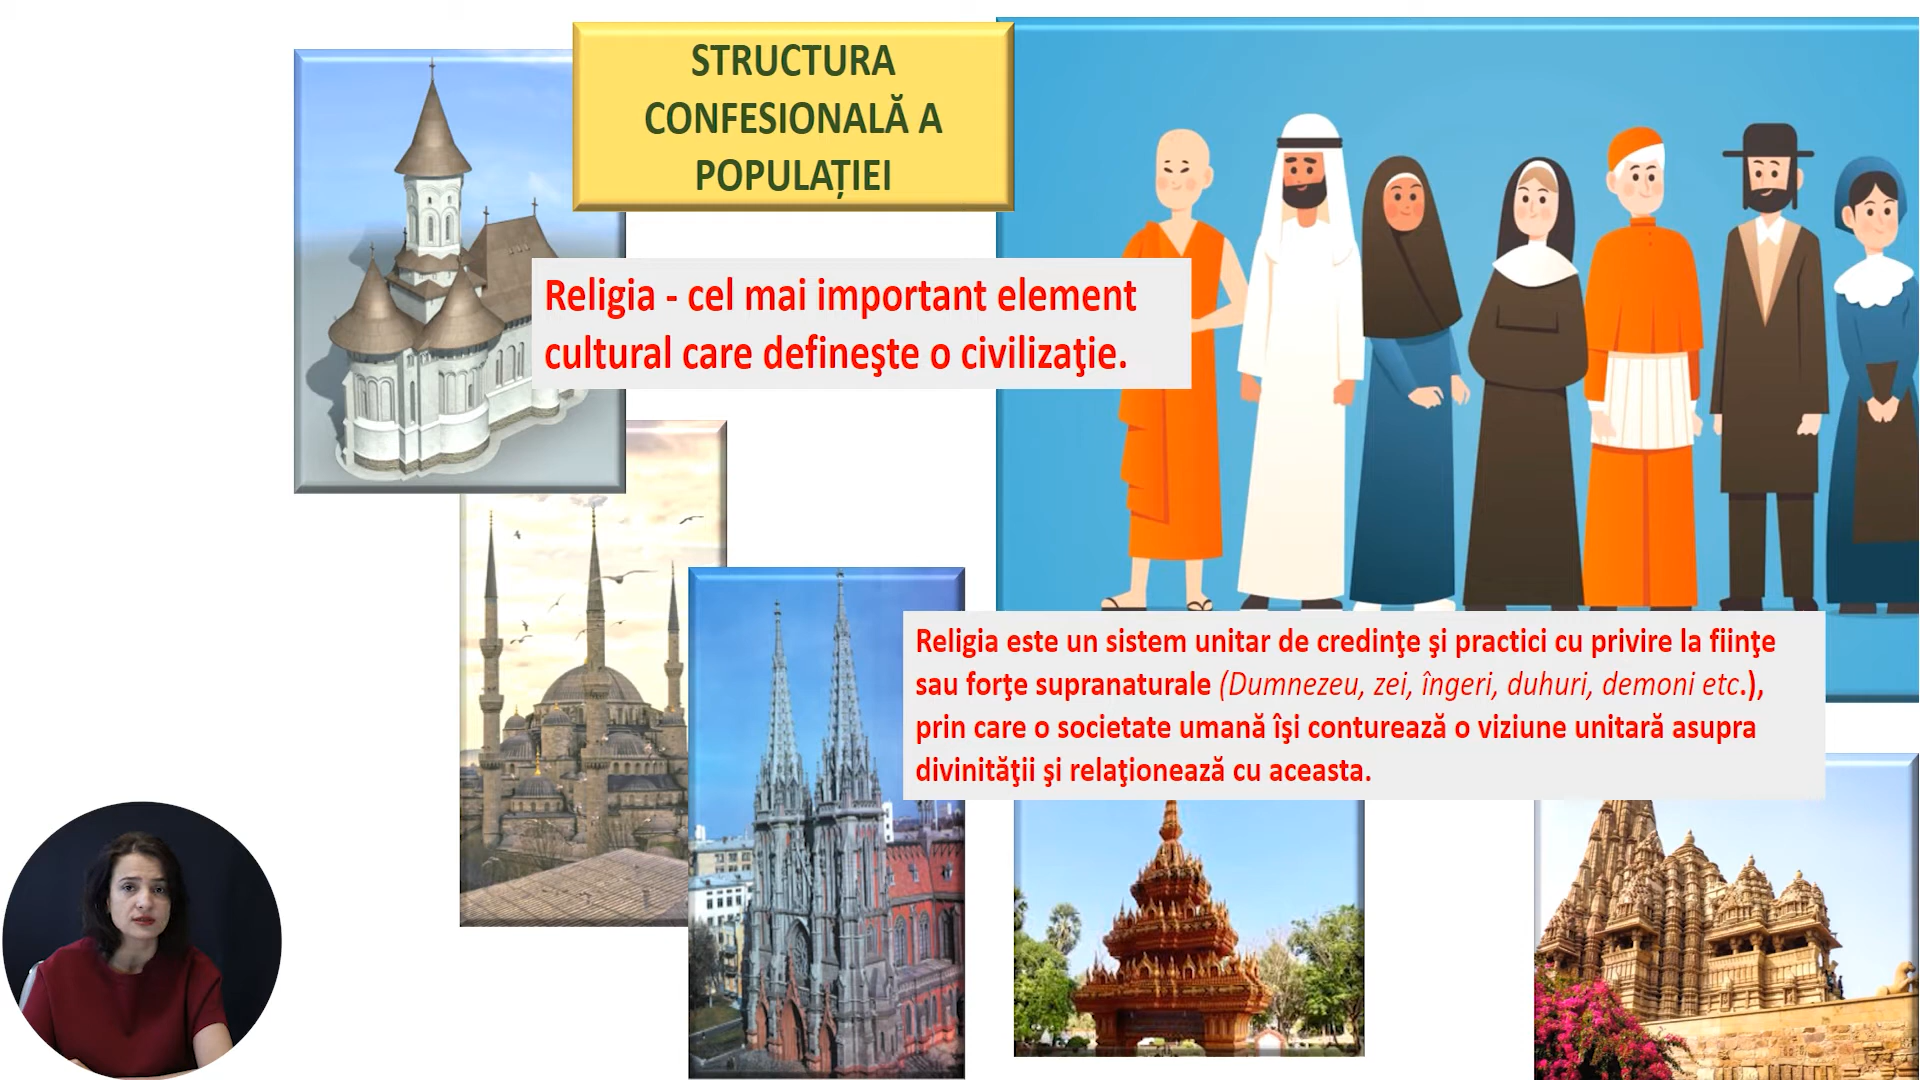 STRUCTURA
CONFESIONALĂ A
POPULAȚIEI
Religia - cel mai important element
cultural care defineşte o civilizaţie.
Religia este un sistem unitar de credinţe şi practici cu privire la fiinţe
sau forţe supranaturale (Dumnezeu, zei, îngeri, duhuri, demoni etc.),
prin care o societate umană îşi conturează o viziune unitară asupra
divinităţii şi relaţionează cu aceasta.